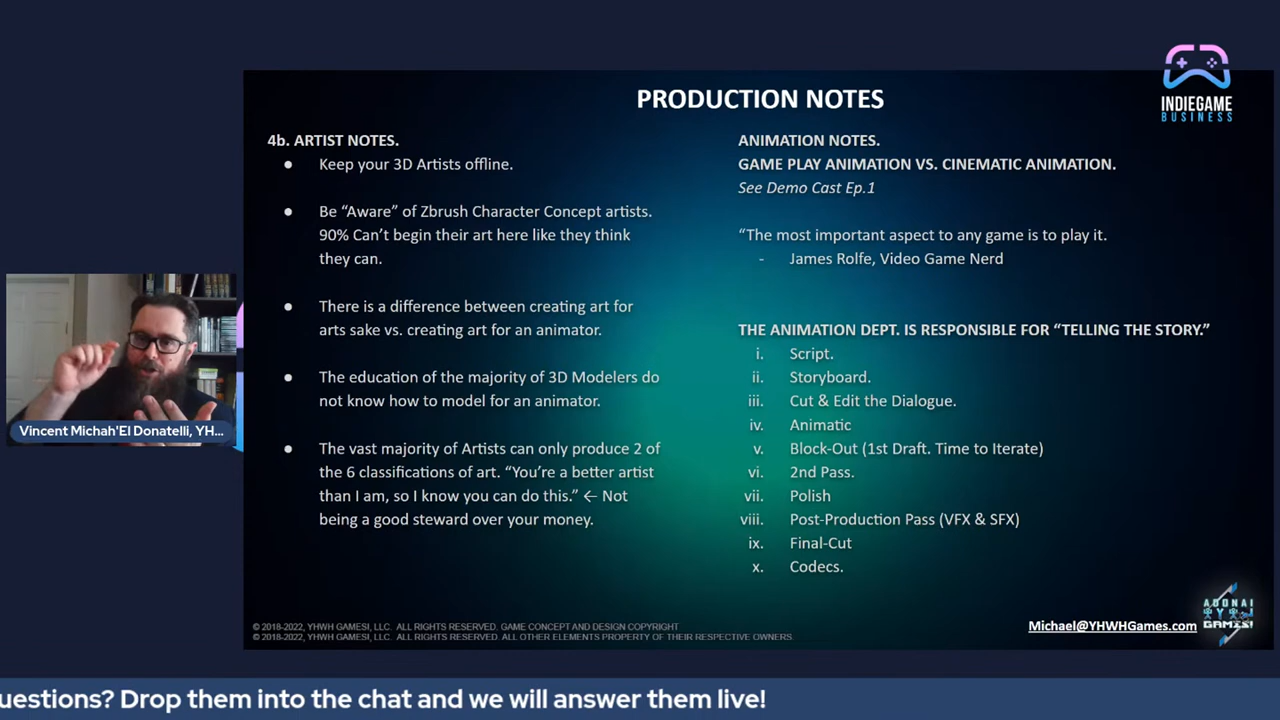 INDIEGAME
BUSINESS
PRODUCTION NOTES
4b. ARTIST NOTES.
● Keep your 3D Artists offline.
● Be “Aware” of Zbrush Character Concept artists.
90% Can’t begin their art here like they think
they can.
● There is a difference between creating art for
arts sake vs. creating art for an animator.
● The education of the majority of 3D Modelers do
not know how to model for an animator.
● The vast majority of Artists can only produce 2 of
the 6 classifications of art. “You’re a better artist
than I am, so I know you can do this.” ← Not
being a good steward over your money.
ANIMATION NOTES.
GAME PLAY ANIMATION VS. CINEMATIC ANIMATION.
See Demo Cast Ep.1
“The most important aspect to any game is to play it.
- James Rolfe, Video Game Nerd
THE ANIMATION DEPT. IS RESPONSIBLE FOR “TELLING THE STORY.”
i. Script.
ii. Storyboard.
iii. Cut & Edit the Dialogue.
iv. Animatic
v. Block-Out (1st Draft. Time to Iterate)
vi. 2nd Pass.
vii. Polish
viii. Post-Production Pass (VFX & SFX)
ix. Final-Cut
x. Codecs.
Vincent Michah'El Donatelli, YH...
© 2018-2022, YHWH GAMESI, LLC. ALL RIGHTS RESERVED. GAME CONCEPT AND DESIGN COPYRIGHT
© 2018-2022, YHWH GAMESI, LLC. ALL RIGHTS RESERVED. ALL OTHER ELEMENTS PROPERTY OF THEIR RESPECTIVE OWNERS.
Michael@YHWHGames.com
ADONAI
GAMES!
uestions? Drop them into the chat and we will answer them live!